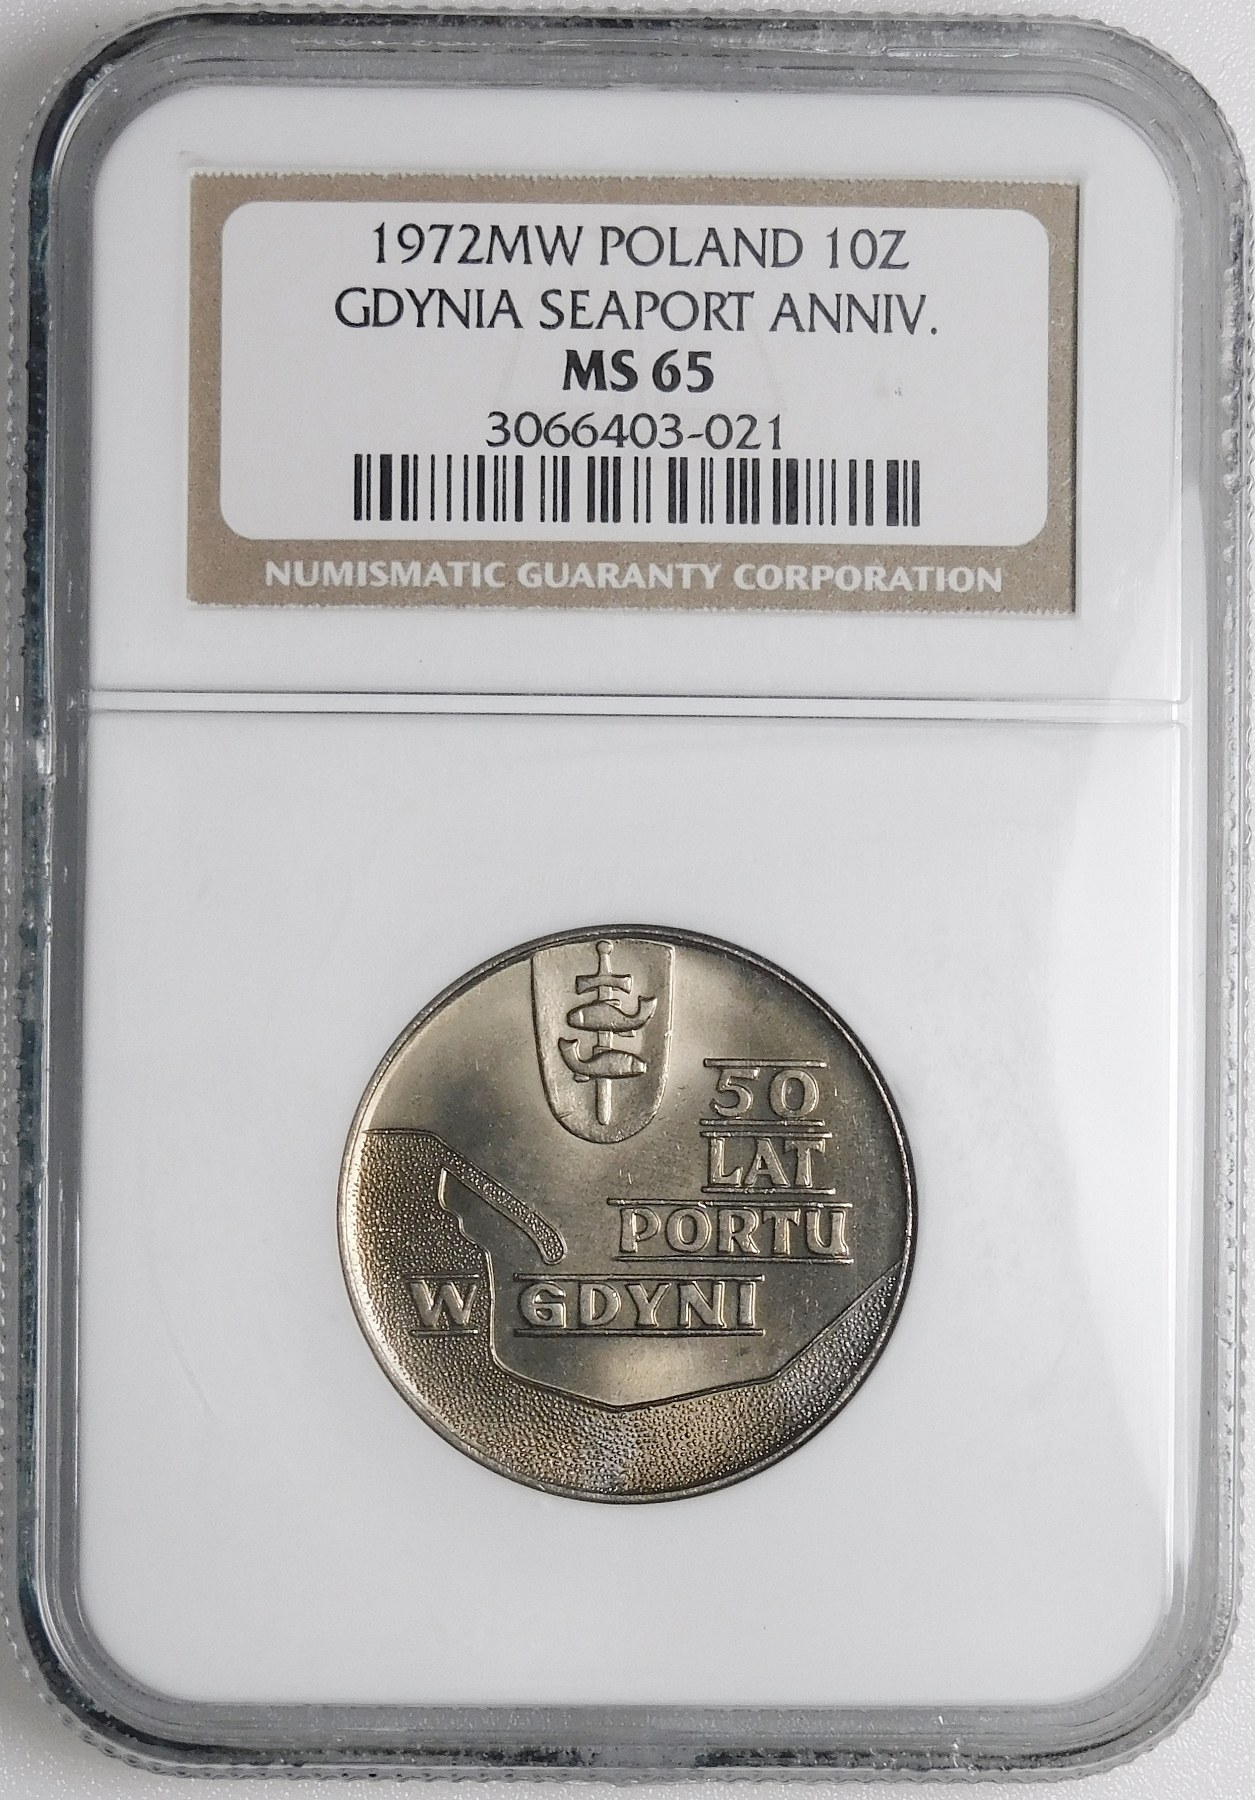 1972MW POLAND 10Z
GDYNIA SEAPORT ANNIV.
MS 65
3066403-021
NUMISMATIC GUARANTY CORPORATION
50
LAT
PORTU
W GDYNI